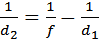 1/d₂ = 1/f − 1/d₁